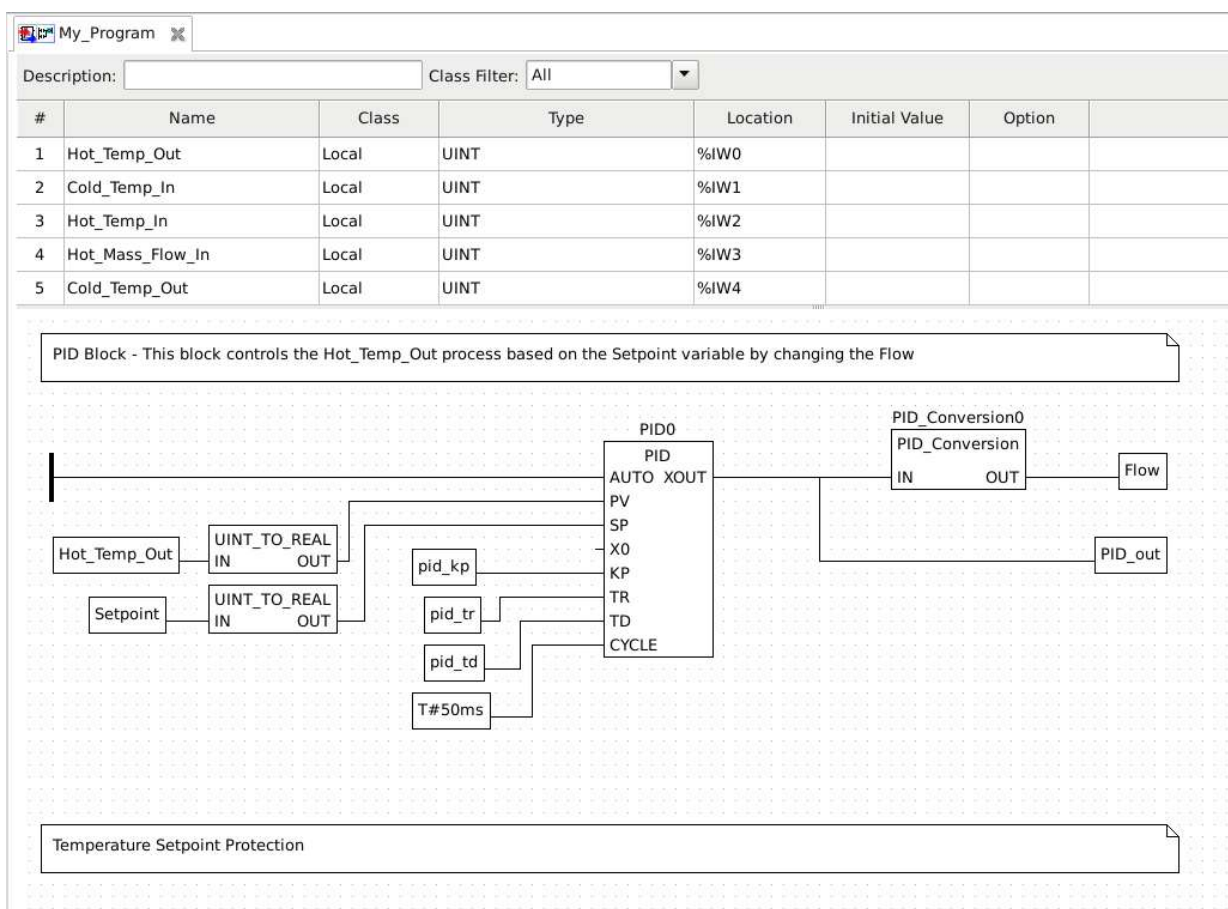 My_Program
Description: Class Filter: All
# Name Class Type Location Initial Value Option
1 Hot_Temp_Out Local UINT %IW0
2 Cold_Temp_In Local UINT %IW1
3 Hot_Temp_In Local UINT %IW2
4 Hot_Mass_Flow_In Local UINT %IW3
5 Cold_Temp_Out Local UINT %IW4
PID Block - This block controls the Hot_Temp_Out process based on the Setpoint variable by changing the Flow
PID_Conversion0
PID0
PID_Conversion
PID
AUTO XOUT
IN OUT
Flow
PV
SP
UINT_TO_REAL
X0
Hot_Temp_Out
IN OUT
PID_out
pid_kp
KP
UINT_TO_REAL
TR
Setpoint
IN OUT
pid_tr
TD
CYCLE
pid_td
T#50ms
Temperature Setpoint Protection